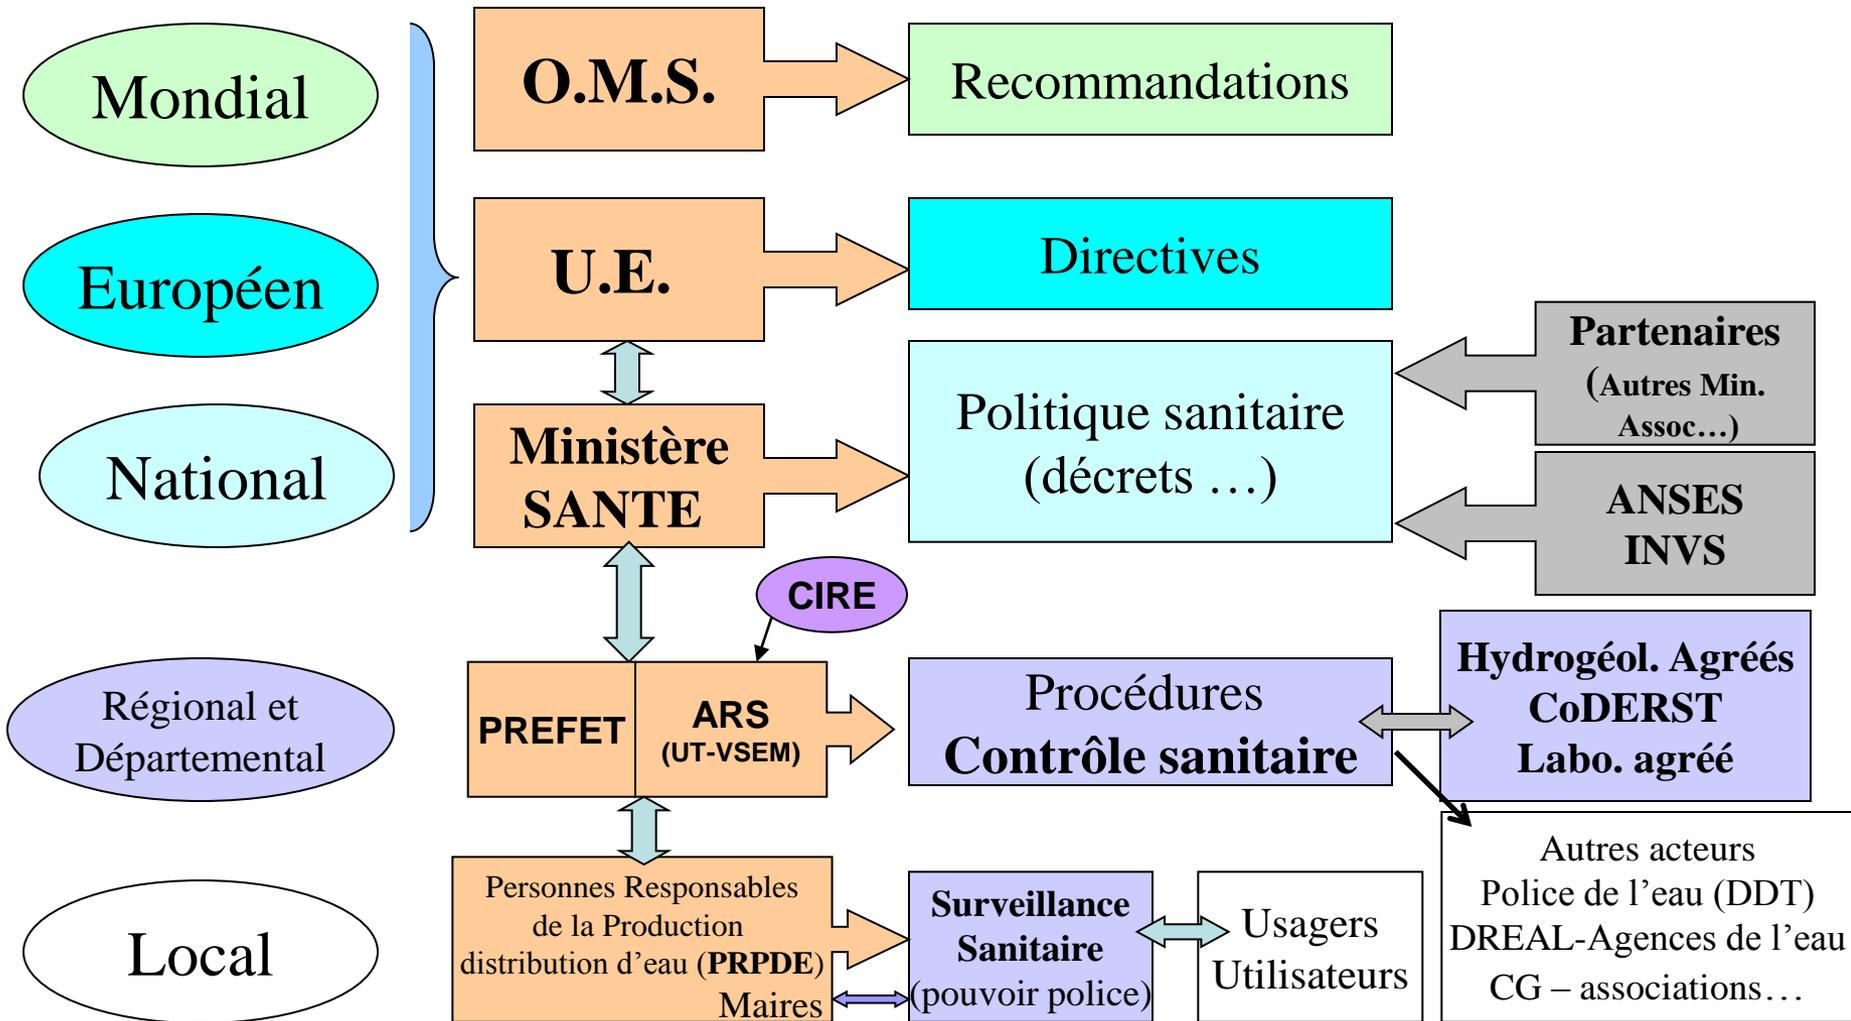 Mondial
O.M.S.
Recommandations
Européen
U.E.
Directives
National
Ministère
SANTE
Politique sanitaire
(décrets …)
Partenaires
(Autres Min.
Assoc…)
ANSES
INVS
CIRE
Régional et
Départemental
PREFET
ARS
(UT-VSEM)
Procédures
Contrôle sanitaire
Hydrogéol. Agréés
CoDERST
Labo. agréé
Local
Personnes Responsables
de la Production
distribution d’eau (PRPDE)
Maires
Surveillance
Sanitaire
(pouvoir police)
Usagers
Utilisateurs
Autres acteurs
Police de l’eau (DDT)
DREAL-Agences de l’eau
CG – associations…